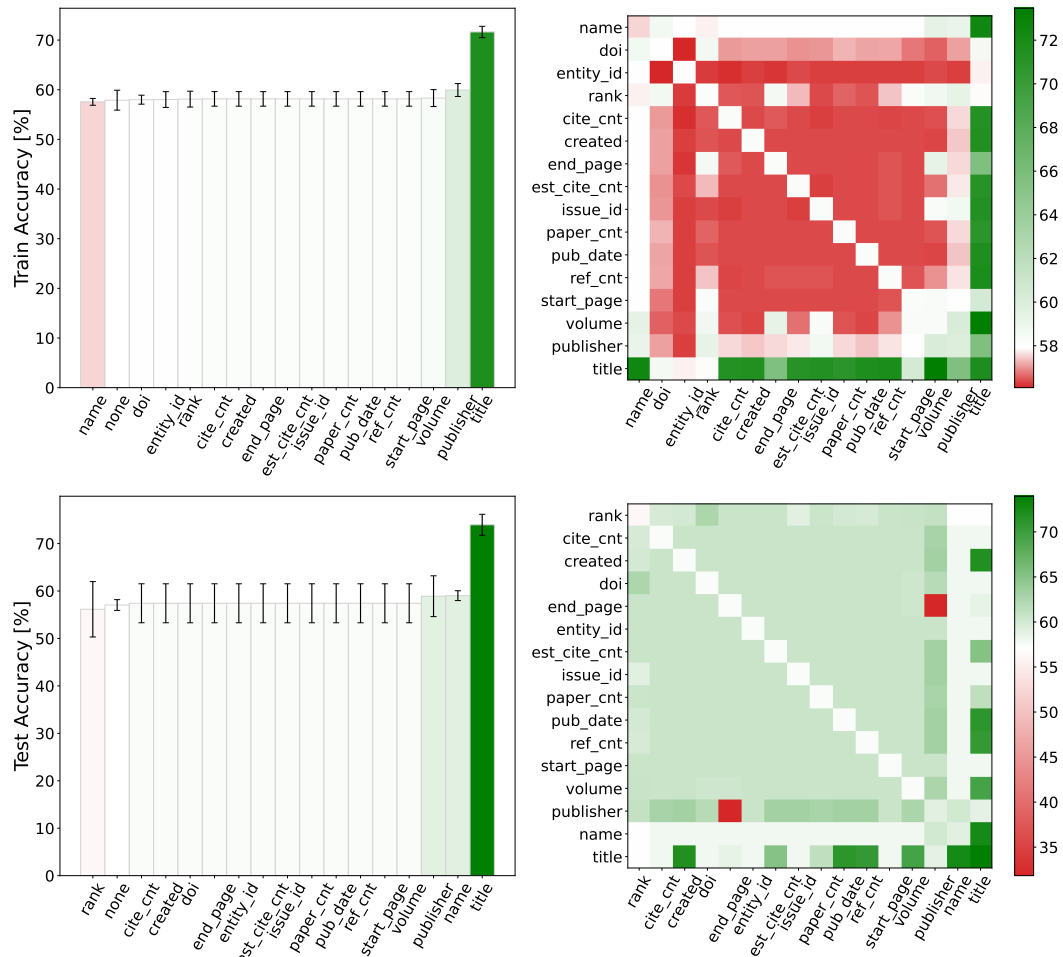 Train Accuracy [%]
70
60
50
40
30
20
10
0
name
none
doi
entity_id
rank
cite_cnt
created
end_page
est_cite_cnt
issue_id
paper_cnt
pub_date
ref_cnt
start_page
volume
publisher
title
name
doi
entity_id
rank
cite_cnt
created
end_page
est_cite_cnt
issue_id
paper_cnt
pub_date
ref_cnt
start_page
volume
publisher
title
name
doi
entity_id
rank
cite_cnt
created
end_page
est_cite_cnt
issue_id
paper_cnt
pub_date
ref_cnt
start_page
volume
publisher
title
72
70
68
66
64
62
60
58
Test Accuracy [%]
70
60
50
40
30
20
10
0
rank
none
cite_cnt
created
doi
end_page
entity_id
est_cite_cnt
issue_id
paper_cnt
pub_date
ref_cnt
start_page
volume
publisher
name
title
rank
cite_cnt
created
doi
end_page
entity_id
est_cite_cnt
issue_id
paper_cnt
pub_date
ref_cnt
start_page
volume
publisher
name
title
rank
cite_cnt
created
doi
end_page
entity_id
est_cite_cnt
issue_id
paper_cnt
pub_date
ref_cnt
start_page
volume
publisher
name
title
70
65
60
55
50
45
40
35